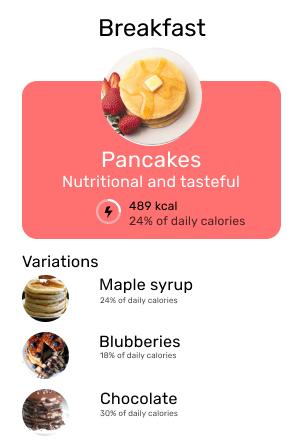 Breakfast
Pancakes
Nutritional and tasteful
489 kcal
24% of daily calories
Variations
Maple syrup
24% of daily calories
Blubberies
18% of daily calories
Chocolate
30% of daily calories